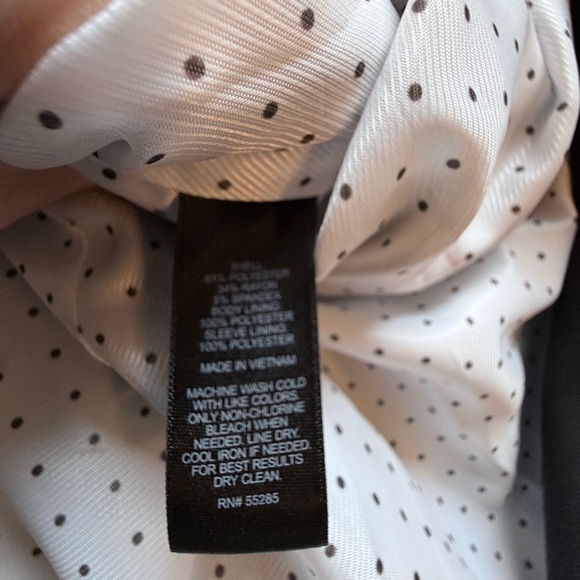 SHELL:
61% POLYESTER
34% RAYON
5% SPANDEX
BODY LINING:
100% POLYESTER
SLEEVE LINING:
100% POLYESTER
MADE IN VIETNAM
MACHINE WASH COLD
WITH LIKE COLORS.
ONLY NON-CHLORINE
BLEACH WHEN
NEEDED. LINE DRY.
COOL IRON IF NEEDED.
FOR BEST RESULTS
DRY CLEAN.
RN# 55285